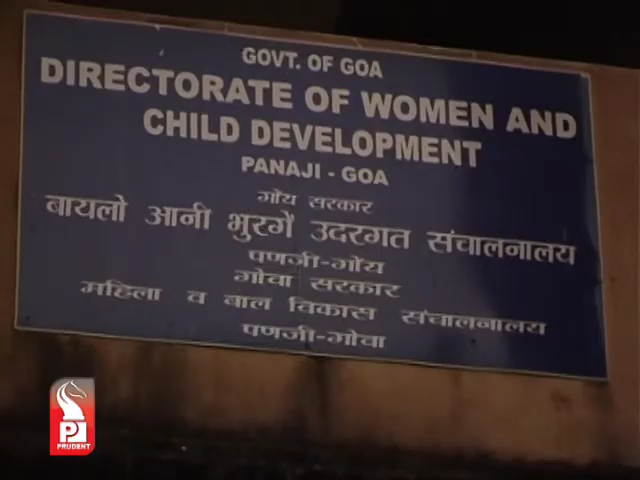 GOVT. OF GOA
DIRECTORATE OF WOMEN AND
CHILD DEVELOPMENT
PANAJI - GOA
गोंय सरकार
बायलो आनी भुरगें उदरगत संचालनालय
पणजी-गोंय
गोवा सरकार
महिला व बाल विकास संचालनालय
पणजी-गोवा
P
PRUDENT